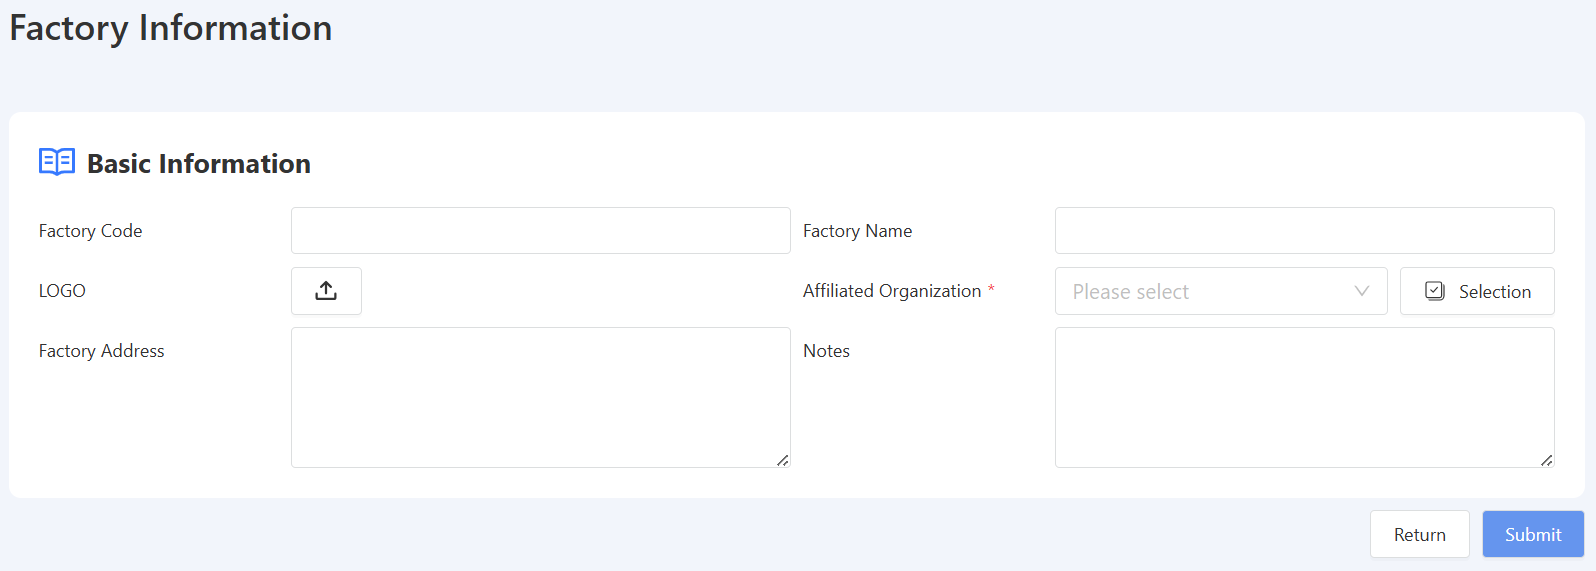 Factory Information
Basic Information
Factory Code
Factory Name
LOGO
Affiliated Organization *
Please select
Selection
Factory Address
Notes
Return
Submit